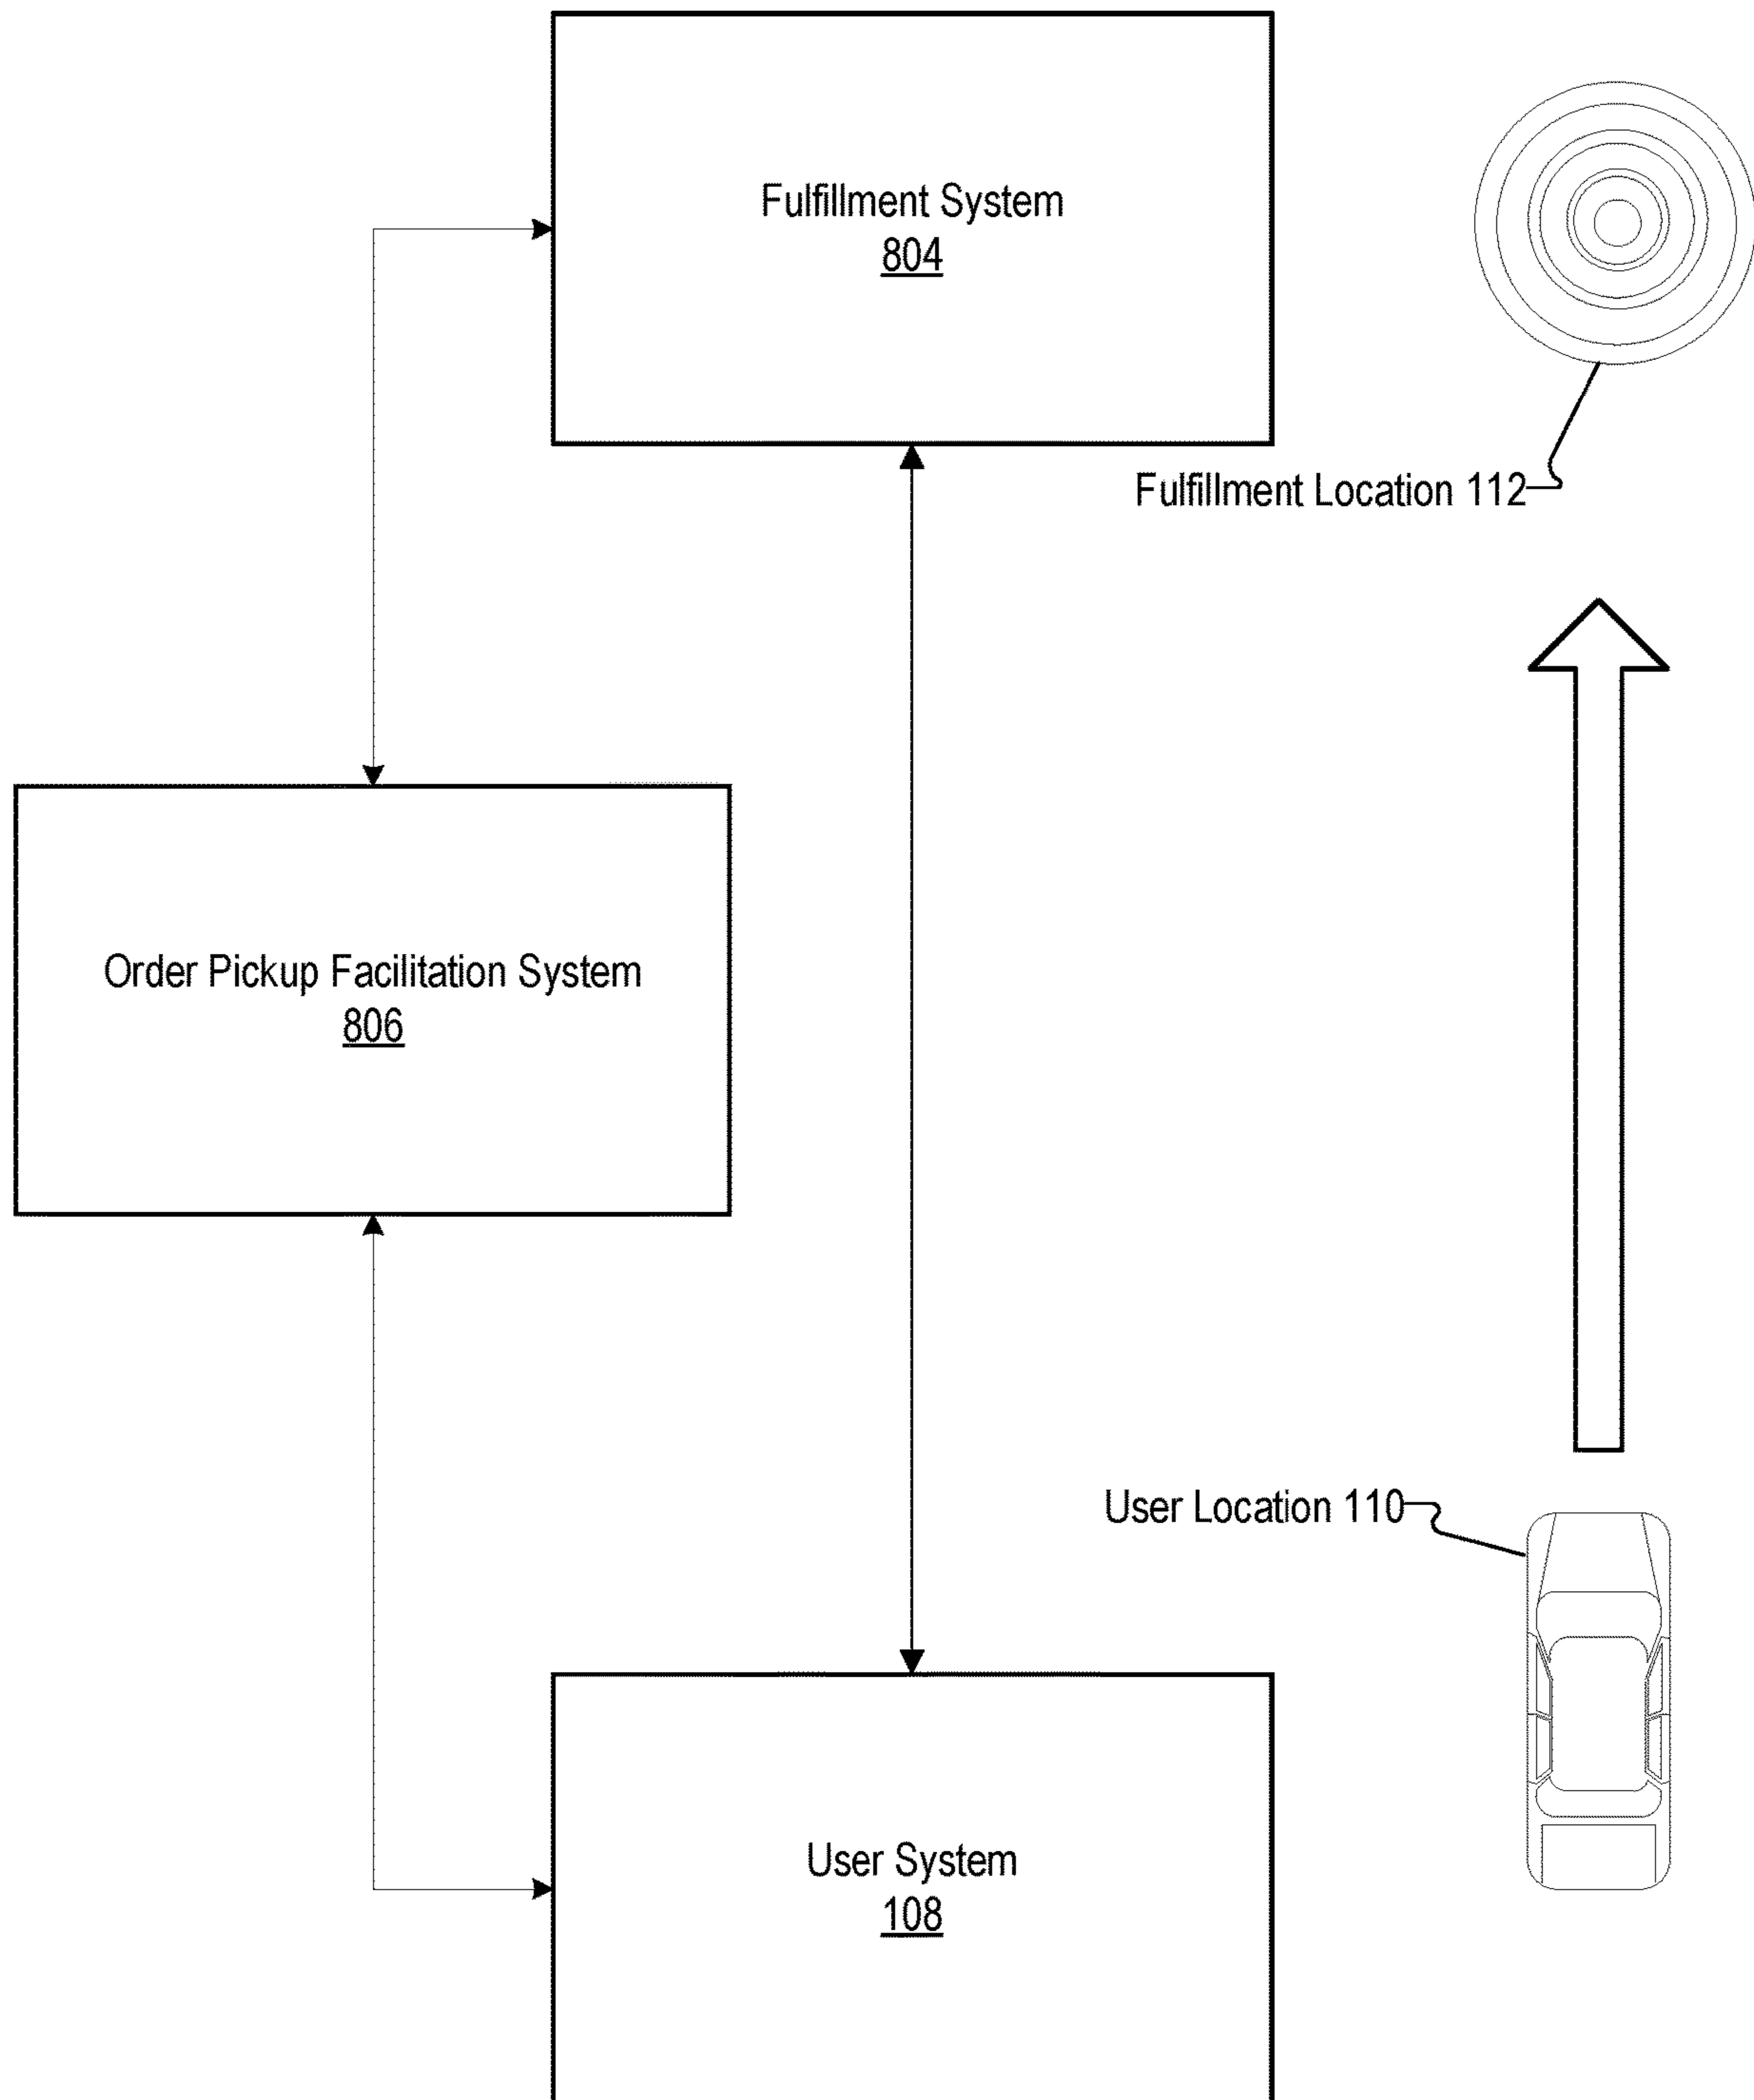 Fulfillment System
804
Fulfillment Location 112
Order Pickup Facilitation System
806
User Location 110
User System
108